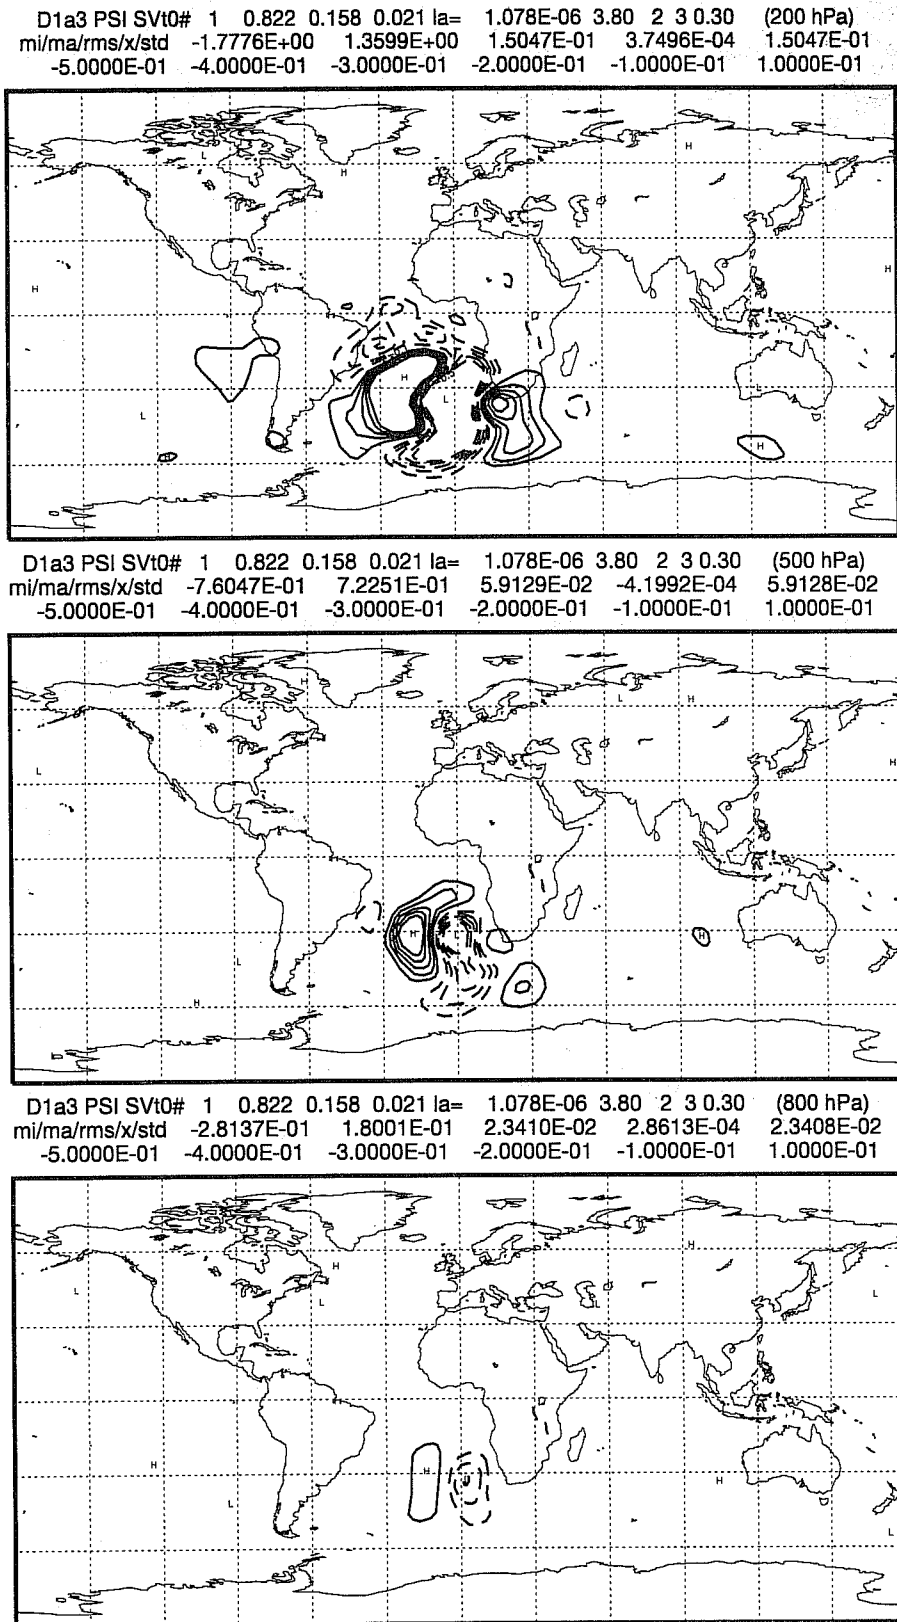 D1a3 PSI SVt0# 1 0.822 0.158 0.021 la= 1.078E-06 3.80 2 3 0.30 (200 hPa)
mi/ma/rms/x/std -1.7776E+00 1.3599E+00 1.5047E-01 3.7496E-04 1.5047E-01
-5.0000E-01 -4.0000E-01 -3.0000E-01 -2.0000E-01 -1.0000E-01 1.0000E-01
L
H
H
H
H
H
L
L
L
H
H
D1a3 PSI SVt0# 1 0.822 0.158 0.021 la= 1.078E-06 3.80 2 3 0.30 (500 hPa)
mi/ma/rms/x/std -7.6047E-01 7.2251E-01 5.9129E-02 -4.1992E-04 5.9128E-02
-5.0000E-01 -4.0000E-01 -3.0000E-01 -2.0000E-01 -1.0000E-01 1.0000E-01
H
L
H
L
H
H
L
H
L
H
D1a3 PSI SVt0# 1 0.822 0.158 0.021 la= 1.078E-06 3.80 2 3 0.30 (800 hPa)
mi/ma/rms/x/std -2.8137E-01 1.8001E-01 2.3410E-02 2.8613E-04 2.3408E-02
-5.0000E-01 -4.0000E-01 -3.0000E-01 -2.0000E-01 -1.0000E-01 1.0000E-01
H
H
L
L
L
H
H
H
L
L